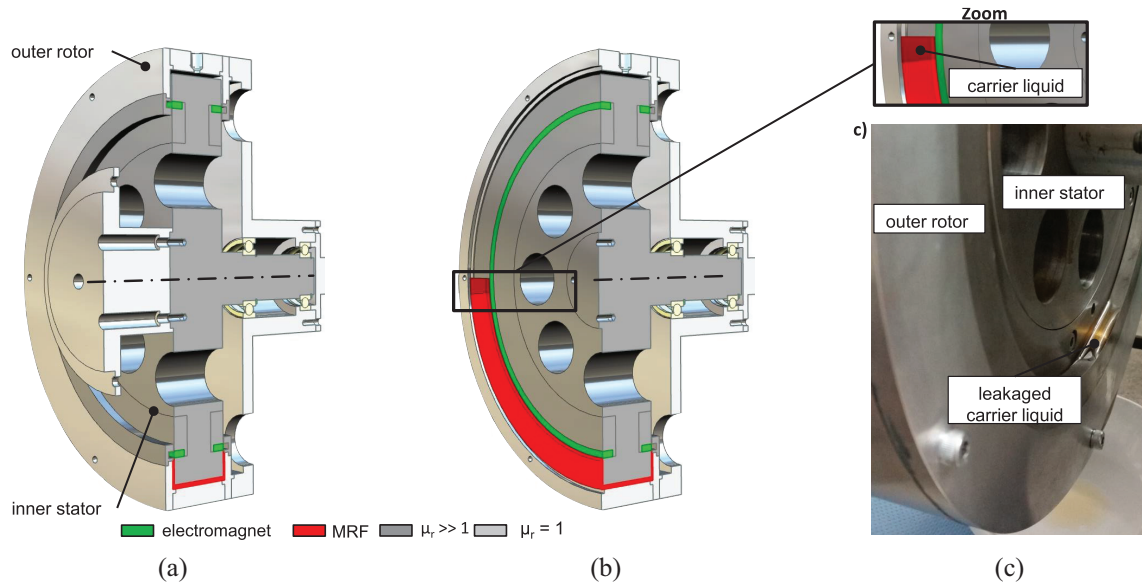 outer rotor
inner stator
Zoom
carrier liquid
c)
outer rotor
inner stator
leakaged
carrier liquid
electromagnet
MRF
μr >> 1
μr = 1
(a)
(b)
(c)